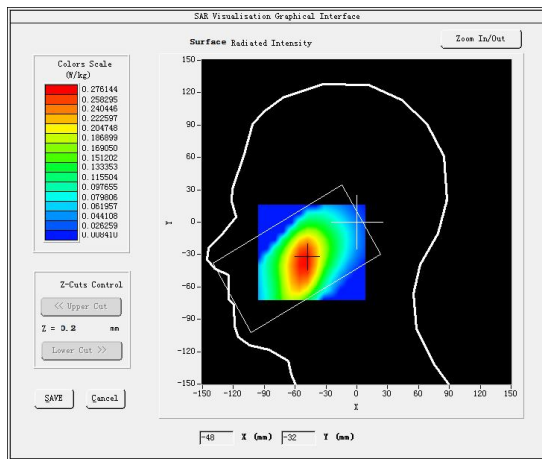 SAR Visualisation Graphical Interface
Surface Radiated Intensity
Zoom In/Out
Colors Scale
(W/kg)
0.276144
0.258295
0.240446
0.222597
0.204748
0.186899
0.169050
0.151202
0.133353
0.115504
0.097655
0.079806
0.061957
0.044108
0.026259
0.008410
150
120
90
60
30
0
-30
-60
-90
-120
-150
Y
-150 -120 -90 -60 -30 0 30 60 90 120 150
X
Z-Cuts Control
<< Upper Cut
Z = 0.2 mm
Lower Cut >>
SAVE
Cancel
-48 X (mm) -32 Y (mm)